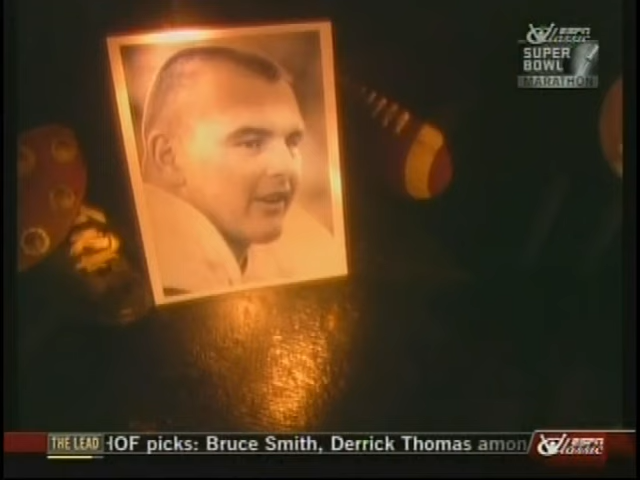 ESPN
Classic
SUPER
BOWL
MARATHON
THE LEAD
HOF picks: Bruce Smith, Derrick Thomas amon
ESPN
Classic